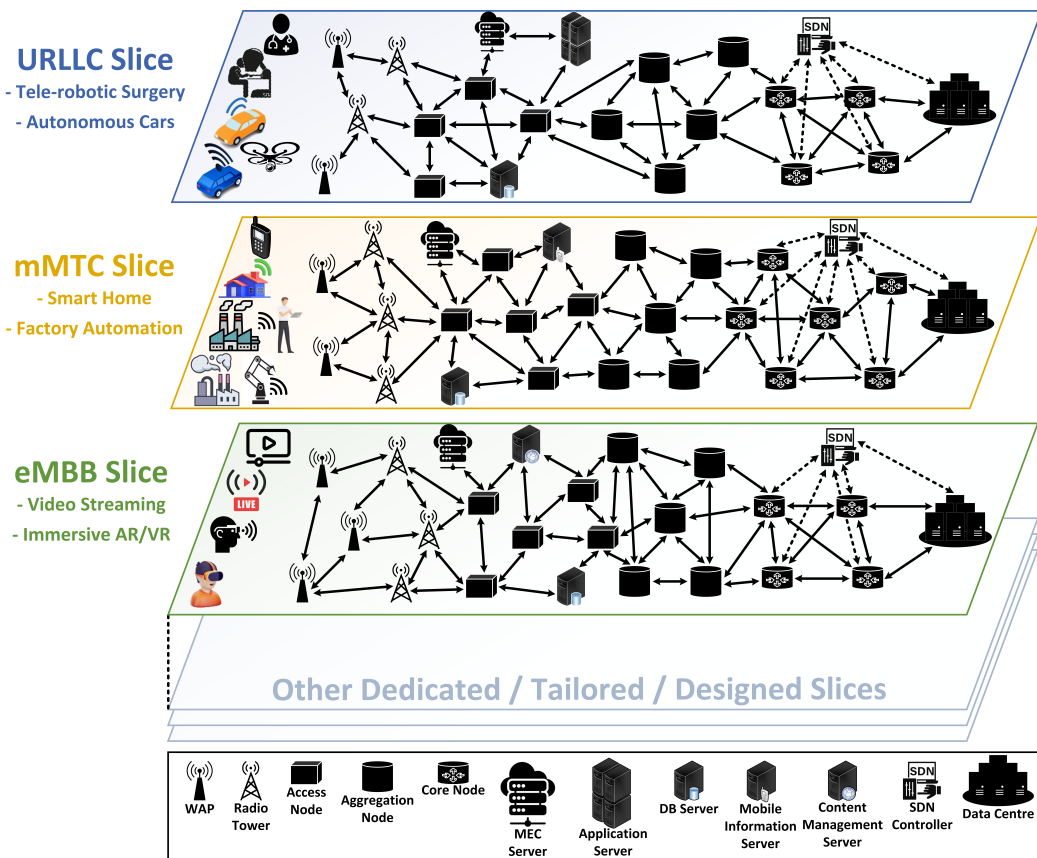 URLLC Slice
- Tele-robotic Surgery
- Autonomous Cars
SDN
mMTC Slice
- Smart Home
- Factory Automation
SDN
eMBB Slice
- Video Streaming
- Immersive AR/VR
LIVE
SDN
Other Dedicated / Tailored / Designed Slices
WAP
Radio
Tower
Access
Node
Aggregation
Node
Core Node
MEC
Server
Application
Server
DB Server
Mobile
Information
Server
Content
Management
Server
SDN
SDN
Controller
Data Centre